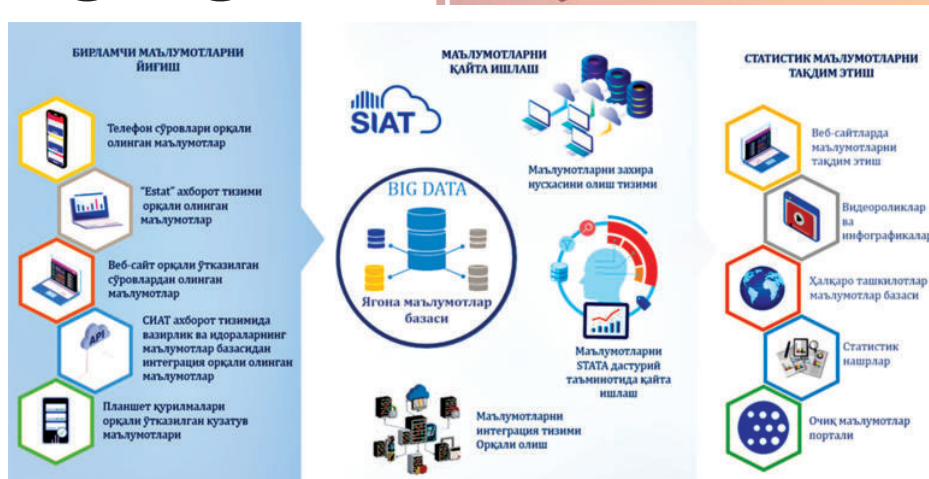 БИРЛАМЧИ МАЪЛУМОТЛАРНИ
ЙИҒИШ
Телефон сўровлари орқали
олинган маълумотлар
"Estat" ахборот тизими
орқали олинган
маълумотлар
Веб-сайт орқали ўтказилган
сўровлардан олинган
маълумотлар
API
СИАТ ахборот тизимида
вазирлик ва идораларнинг
маълумотлар базасидан
интеграция орқали олинган
маълумотлар
Планшет қурилмалари
орқали ўтказилган кузатув
маълумотлари
МАЪЛУМОТЛАРНИ
ҚАЙТА ИШЛАШ
SIAT
Маълумотларни захира
нусхасини олиш тизими
BIG DATA
Ягона маълумотлар
базаси
Маълумотларни
STATA дастурий
таъминотида қайта
ишлаш
Маълумотларни
интеграция тизими
Орқали олиш
СТАТИСТИК МАЪЛУМОТЛАРНИ
ТАҚДИМ ЭТИШ
Веб-сайтларда
маълумотларни
тақдим этиш
Видеороликлар
ва
инфографикалар
Ҳалқаро ташкилотлар
маълумотлар базаси
Статистик
нашрлар
Очиқ маълумотлар
портали